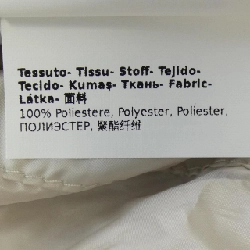 Tessuto- Tissu- Stoff- Tejido-
Tecido- Kumaş- Ткань- Fabric-
Látka- 面料
100% Poliestere, Polyester, Poliester,
ПОЛИЭСТЕР, 聚酯纤维